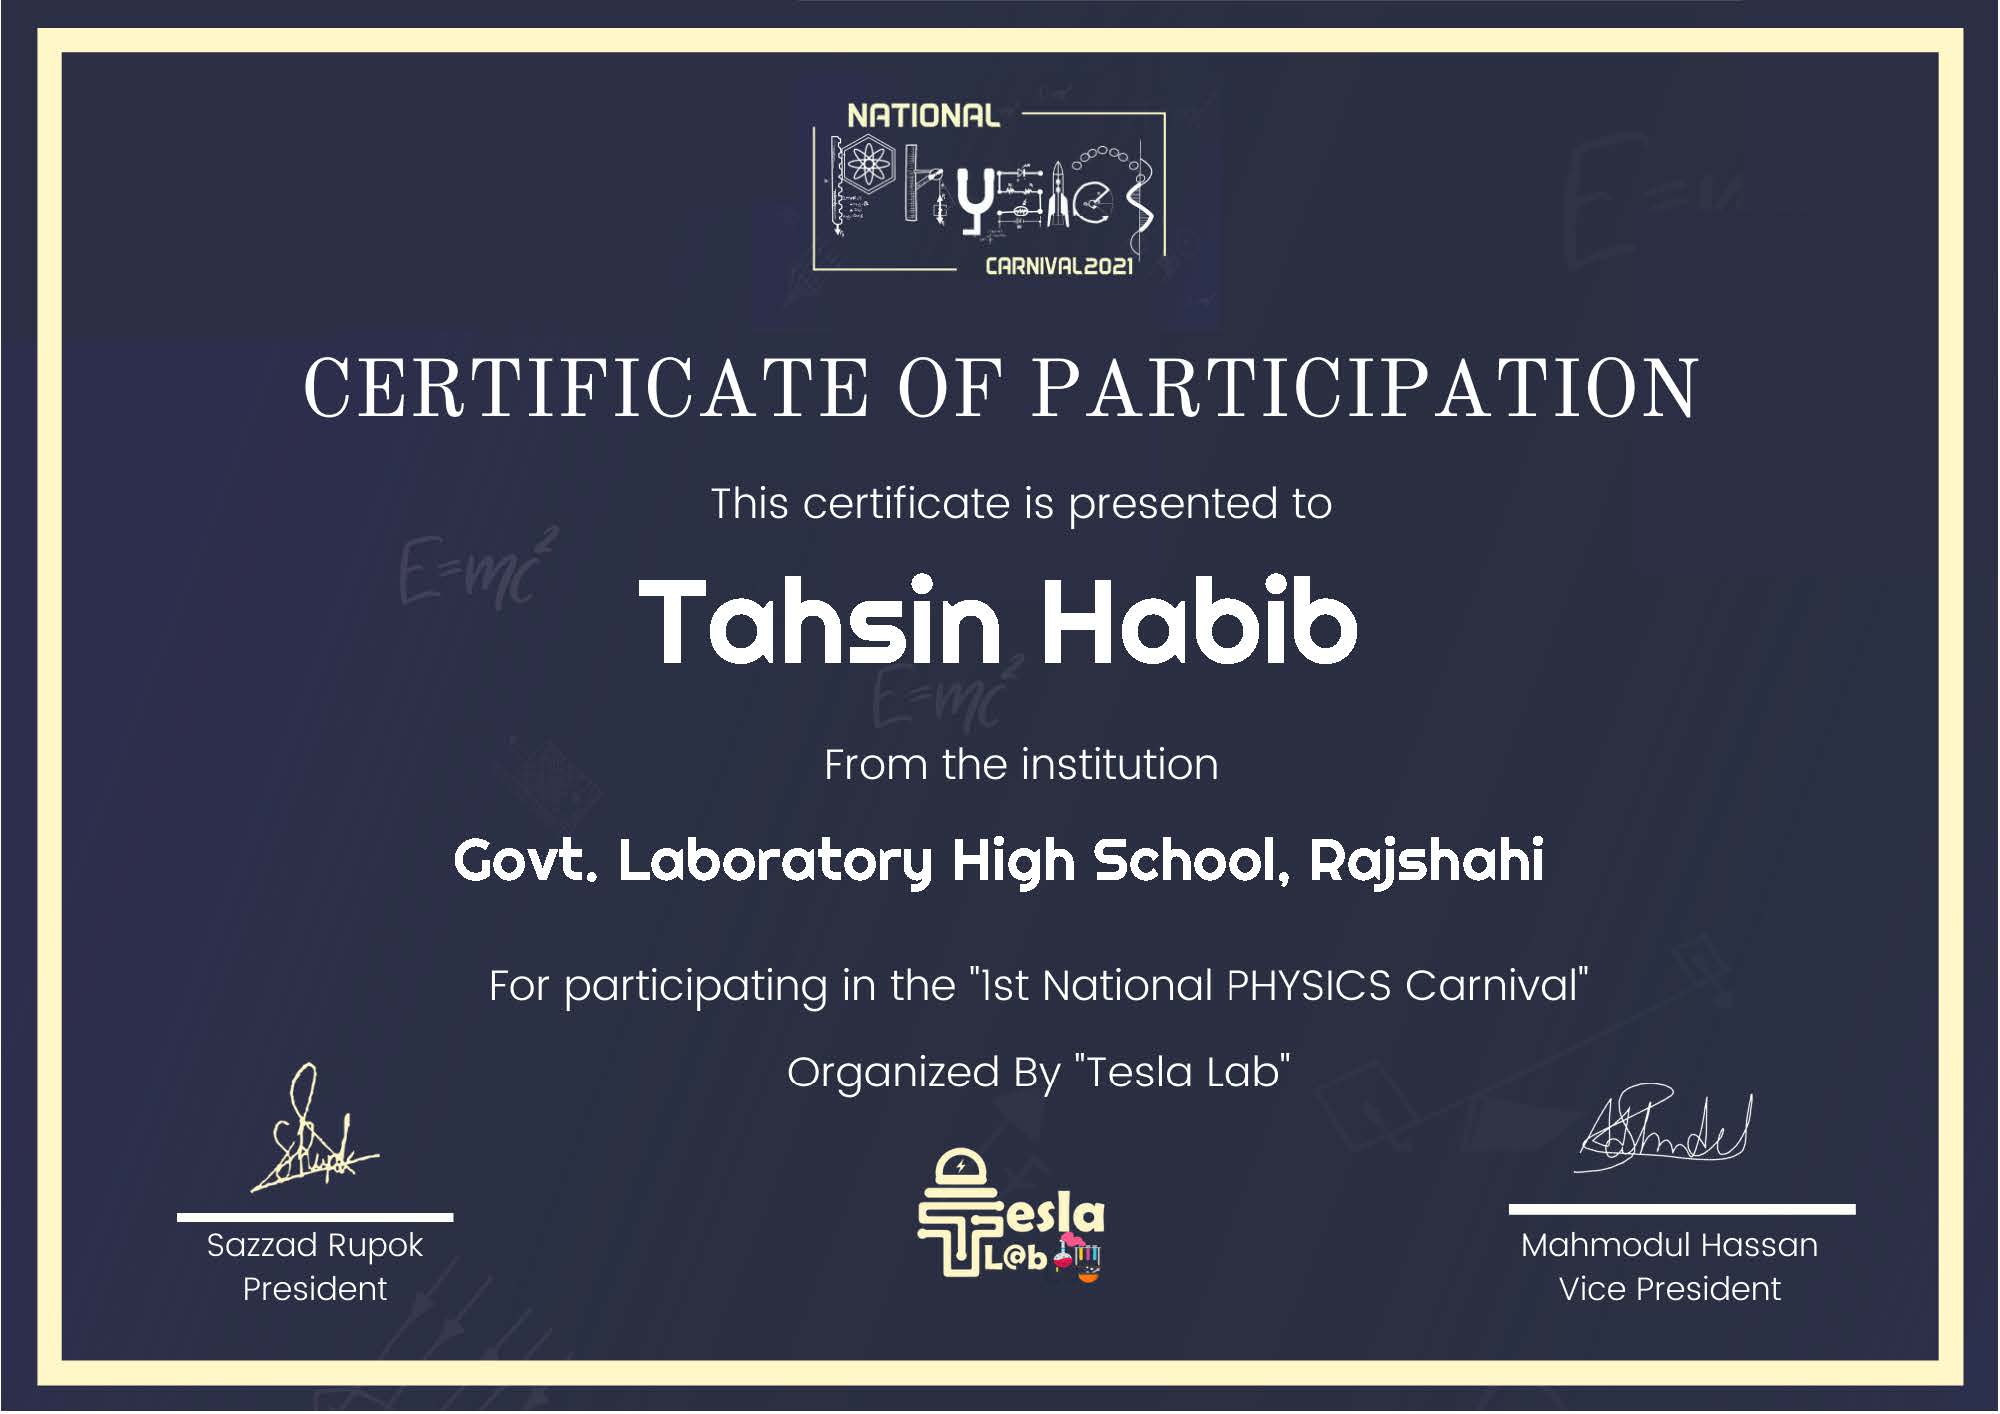 NATIONAL
Physics
CARNIVAL2021
CERTIFICATE OF PARTICIPATION
This certificate is presented to
E=mc²
Tahsin Habib
E=mc²
From the institution
Govt. Laboratory High School, Rajshahi
For participating in the "1st National PHYSICS Carnival"
Organized By "Tesla Lab"
Tesla
L@b
Sazzad Rupok
President
Mahmodul Hassan
Vice President